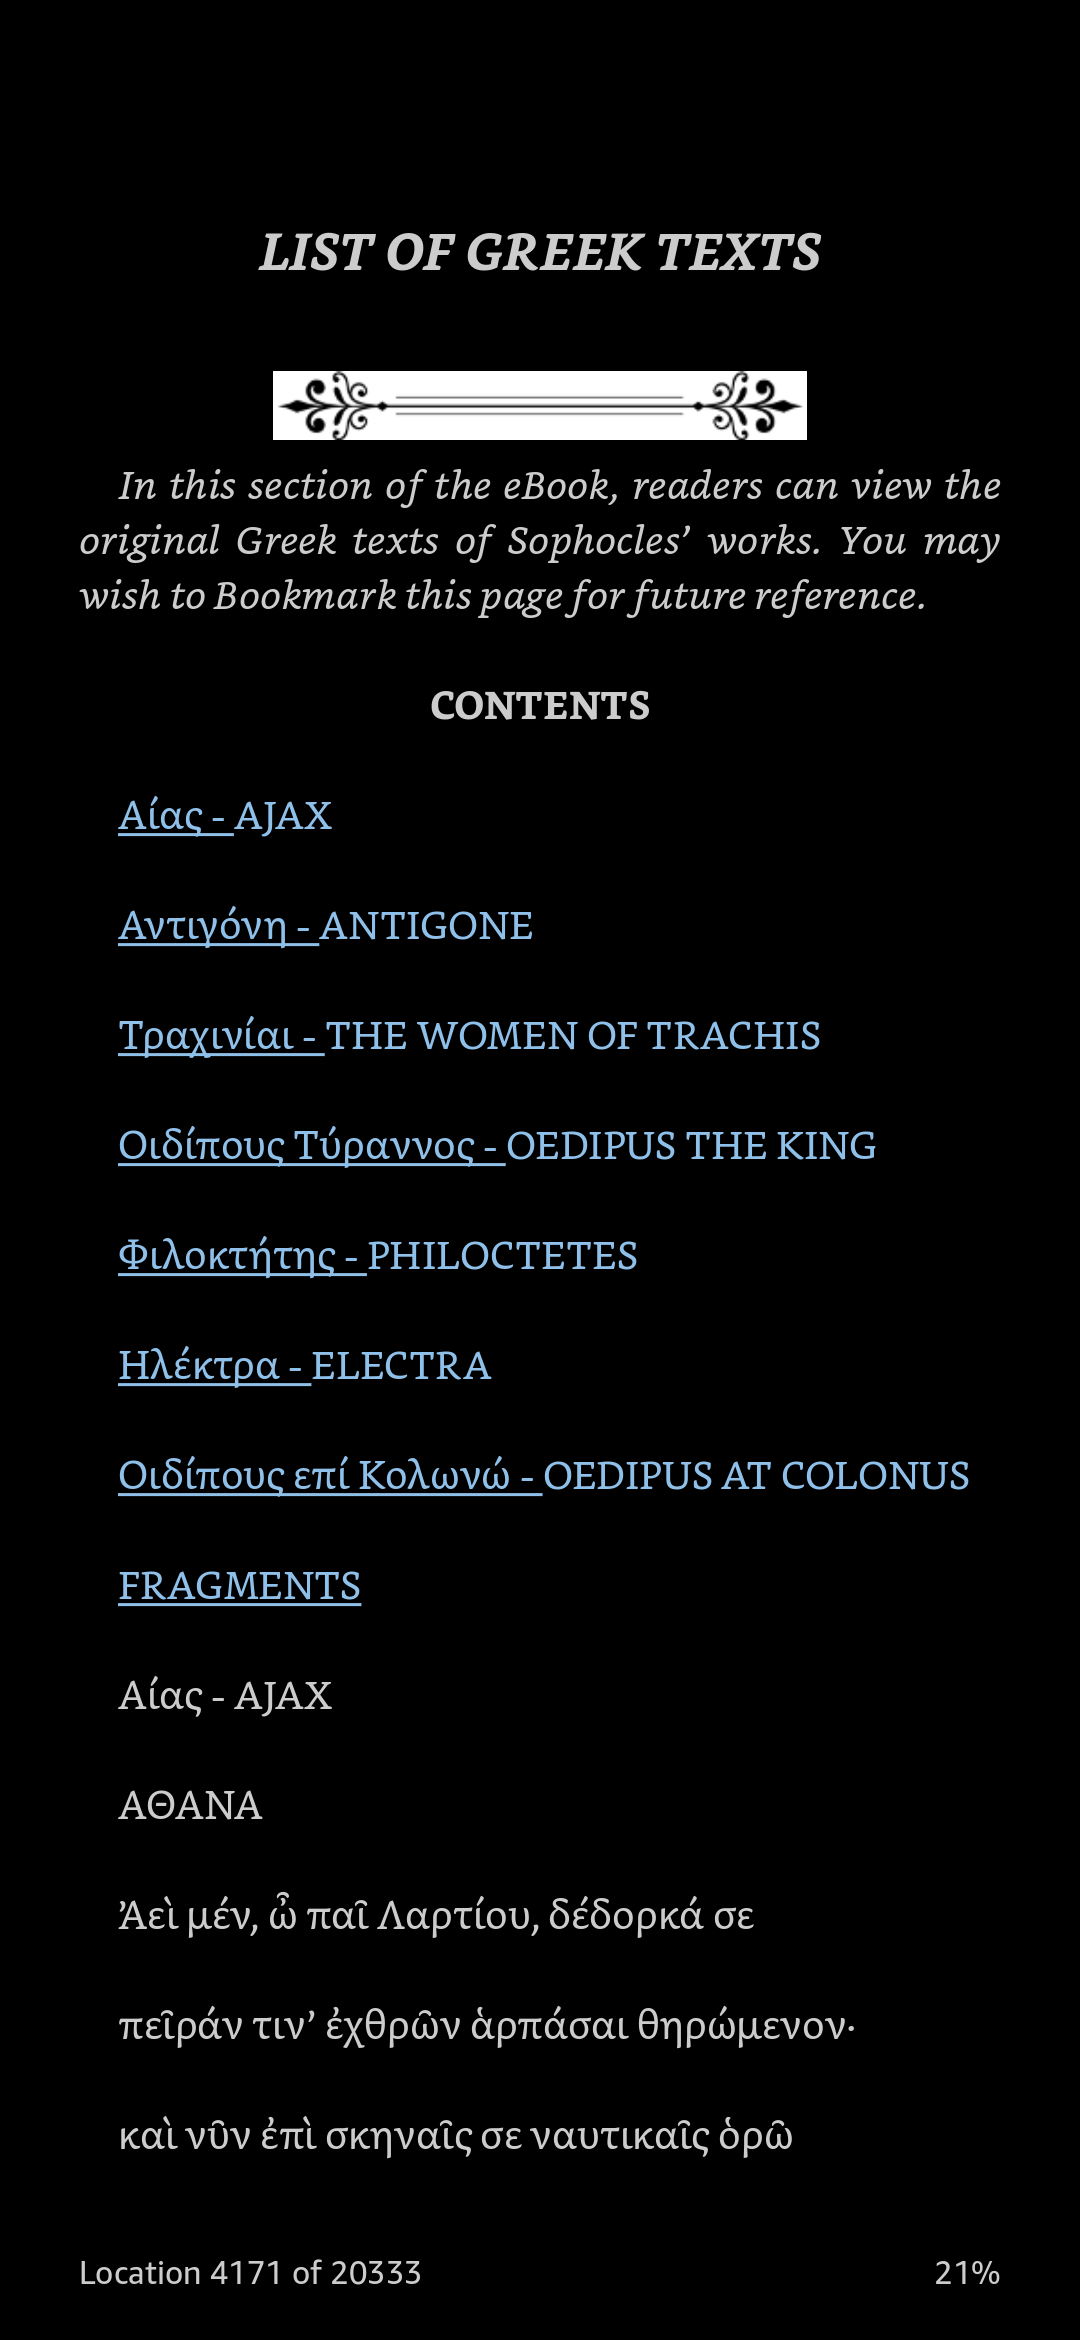 LIST OF GREEK TEXTS
In this section of the eBook, readers can view the
original Greek texts of Sophocles’ works. You may
wish to Bookmark this page for future reference.
CONTENTS
Αίας - AJAX
Αντιγόνη - ANTIGONE
Τραχινίαι - THE WOMEN OF TRACHIS
Οιδίπους Τύραννος - OEDIPUS THE KING
Φιλοκτήτης - PHILOCTETES
Ηλέκτρα - ELECTRA
Οιδίπους επί Κολωνώ - OEDIPUS AT COLONUS
FRAGMENTS
Αίας - AJAX
ΑΘΑΝΑ
Ἀεὶ μέν, ὦ παῖ Λαρτίου, δέδορκά σε
πεῖράν τιν’ ἐχθρῶν ἁρπάσαι θηρώμενον·
καὶ νῦν ἐπὶ σκηναῖς σε ναυτικαῖς ὁρῶ
Location 4171 of 20333
21%